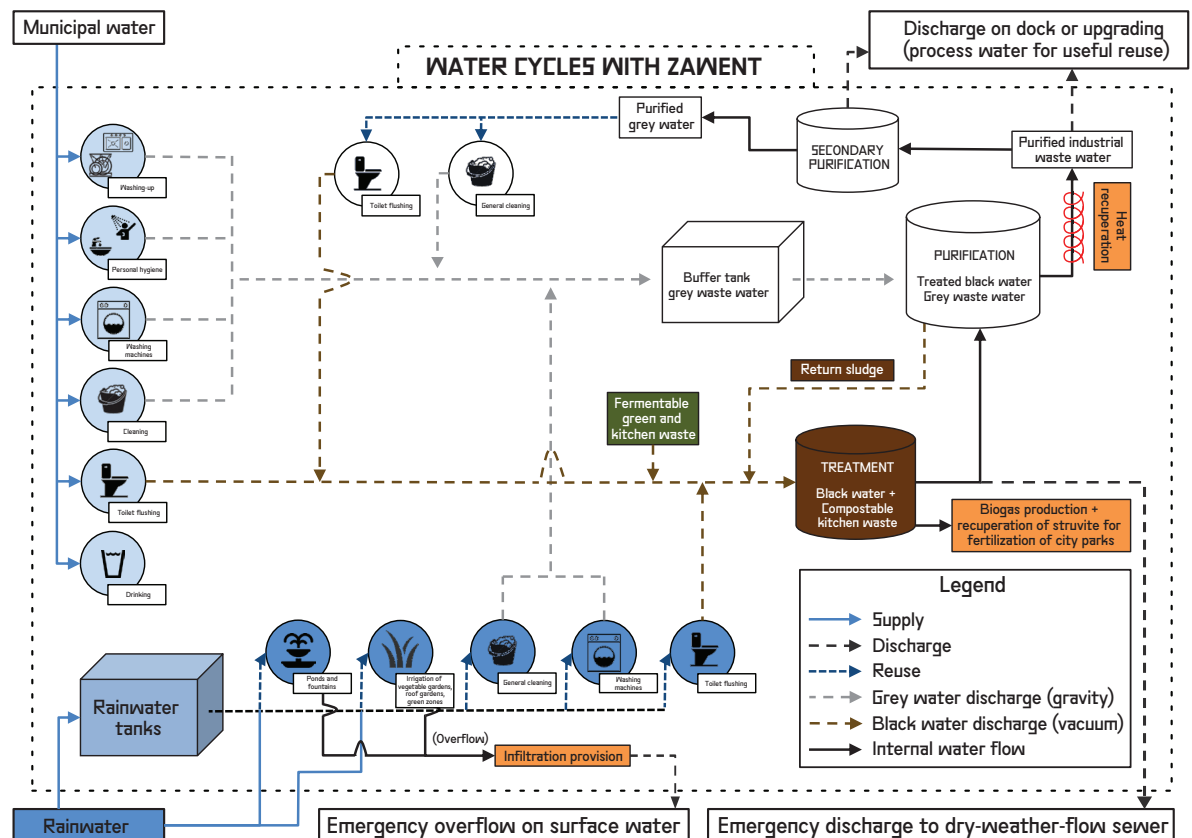 Municipal water
Discharge on dock or upgrading
(process water for useful reuse)
WATER CYCLES WITH ZAWENT
Purified
grey water
SECONDARY
PURIFICATION
Purified industrial
waste water
Washing-up
Toilet flushing
General cleaning
Heat
recuperation
Personal hygiene
Buffer tank
grey waste water
PURIFICATION
Treated black water
Grey waste water
Washing
machines
Return sludge
Cleaning
Fermentable
green and
kitchen waste
TREATMENT
Black water +
Compostable
kitchen waste
Toilet flushing
Biogas production +
recuperation of struvite for
fertilization of city parks
Drinking
Legend
Supply
Discharge
Reuse
Grey water discharge (gravity)
Black water discharge (vacuum)
Internal water flow
Rainwater
tanks
Ponds and
fountains
Irrigation of
vegetable gardens,
roof gardens,
green zones
General cleaning
Washing
machines
Toilet flushing
(Overflow)
Infiltration provision
Rainwater
Emergency overflow on surface water
Emergency discharge to dry-weather-flow sewer